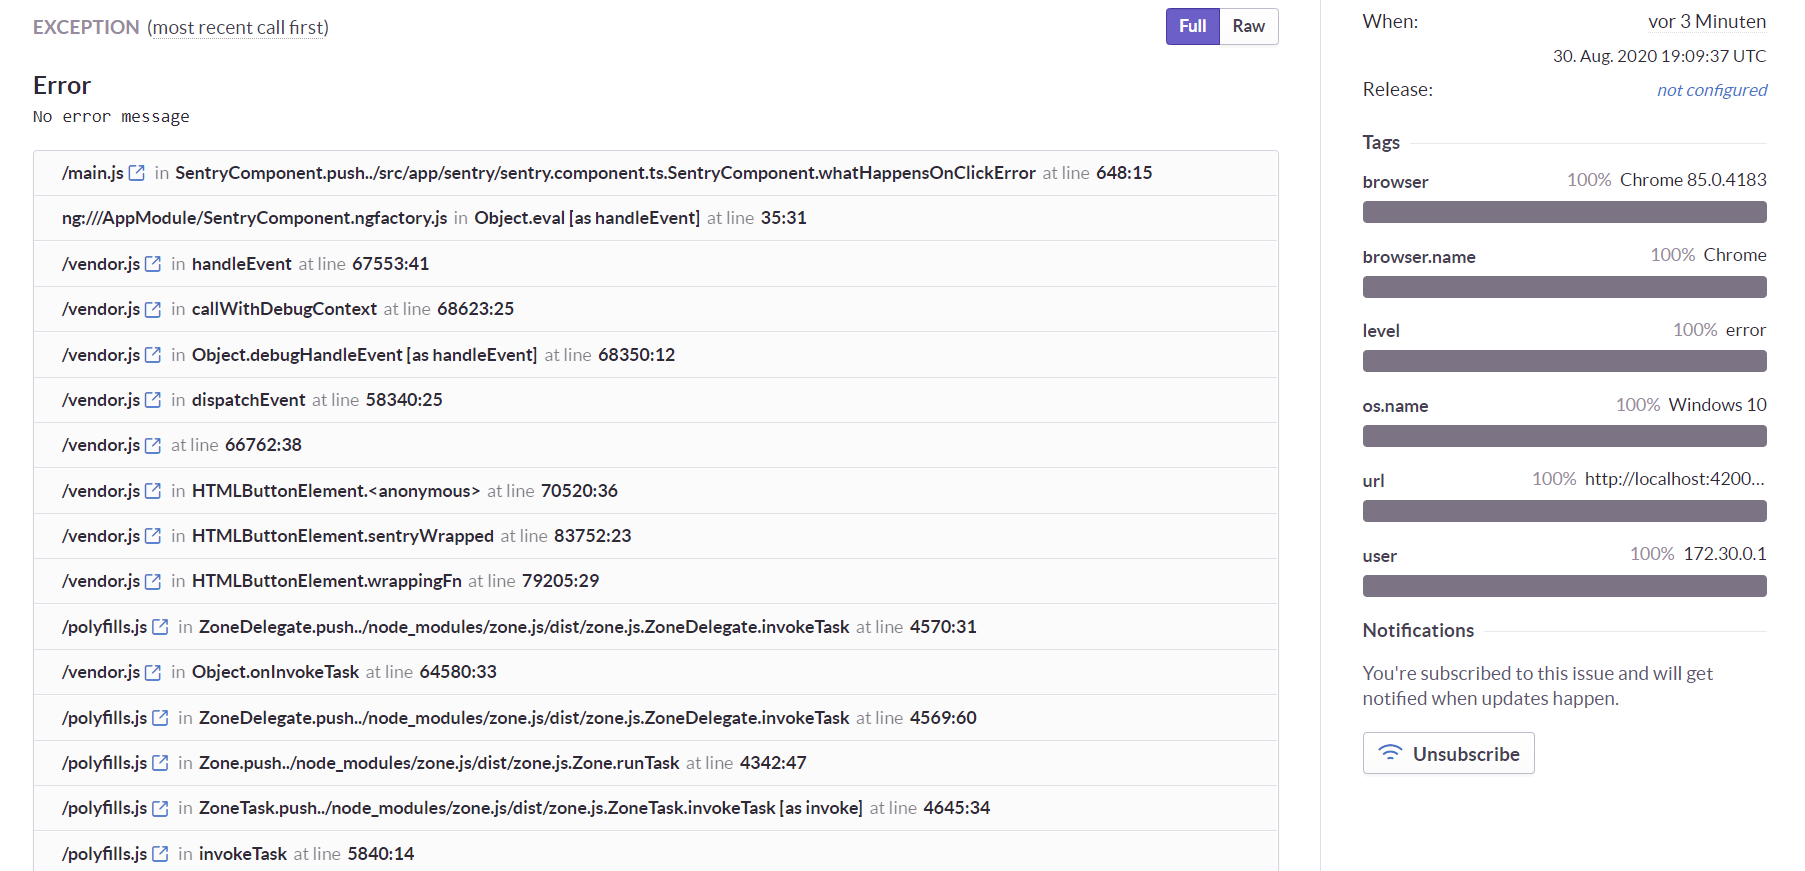 EXCEPTION (most recent call first)
Full Raw
Error
No error message
/main.js in SentryComponent.push../src/app/sentry/sentry.component.ts.SentryComponent.whatHappensOnClickError at line 648:15
ng:///AppModule/SentryComponent.ngfactory.js in Object.eval [as handleEvent] at line 35:31
/vendor.js in handleEvent at line 67553:41
/vendor.js in callWithDebugContext at line 68623:25
/vendor.js in Object.debugHandleEvent [as handleEvent] at line 68350:12
/vendor.js in dispatchEvent at line 58340:25
/vendor.js at line 66762:38
/vendor.js in HTMLButtonElement.<anonymous> at line 70520:36
/vendor.js in HTMLButtonElement.sentryWrapped at line 83752:23
/vendor.js in HTMLButtonElement.wrappingFn at line 79205:29
/polyfills.js in ZoneDelegate.push../node_modules/zone.js/dist/zone.js.ZoneDelegate.invokeTask at line 4570:31
/vendor.js in Object.onInvokeTask at line 64580:33
/polyfills.js in ZoneDelegate.push../node_modules/zone.js/dist/zone.js.ZoneDelegate.invokeTask at line 4569:60
/polyfills.js in Zone.push../node_modules/zone.js/dist/zone.js.Zone.runTask at line 4342:47
/polyfills.js in ZoneTask.push../node_modules/zone.js/dist/zone.js.ZoneTask.invokeTask [as invoke] at line 4645:34
/polyfills.js in invokeTask at line 5840:14
When: vor 3 Minuten
30. Aug. 2020 19:09:37 UTC
Release: not configured
Tags
browser 100% Chrome 85.0.4183
browser.name 100% Chrome
level 100% error
os.name 100% Windows 10
url 100% http://localhost:4200...
user 100% 172.30.0.1
Notifications
You're subscribed to this issue and will get
notified when updates happen.
Unsubscribe